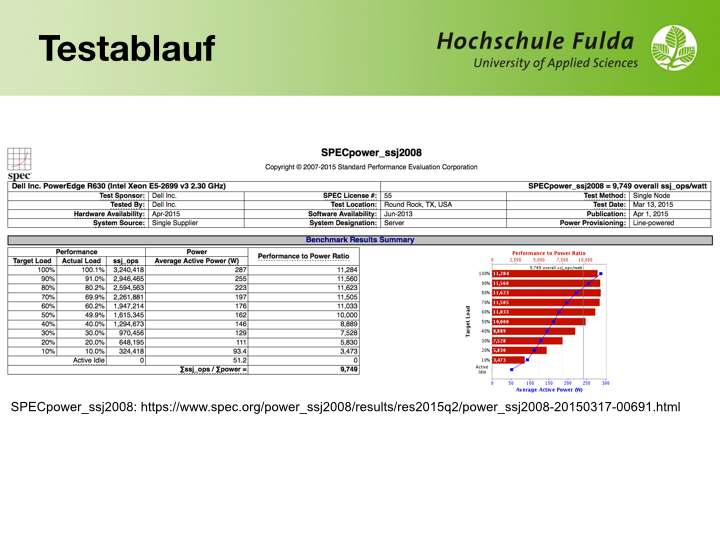 Testablauf
Hochschule Fulda
University of Applied Sciences
spec
SPECpower_ssj2008
Copyright © 2007-2015 Standard Performance Evaluation Corporation
Dell Inc. PowerEdge R630 (Intel Xeon E5-2699 v3 2.30 GHz) SPECpower_ssj2008 = 9,749 overall ssj_ops/watt
Test Sponsor: Dell Inc. SPEC License #: 55 Test Method: Single Node
Tested By: Dell Inc. Test Location: Round Rock, TX, USA Test Date: Mar 13, 2015
Hardware Availability: Apr-2015 Software Availability: Jun-2013 Publication: Apr 1, 2015
System Source: Single Supplier System Designation: Server Power Provisioning: Line-powered
Benchmark Results Summary
Performance Power Performance to Power Ratio
Target Load Actual Load ssj_ops Average Active Power (W)
100% 100.1% 3,240,418 287 11,284
90% 91.0% 2,946,465 255 11,560
80% 80.2% 2,594,563 223 11,623
70% 69.9% 2,261,881 197 11,505
60% 60.2% 1,947,214 176 11,033
50% 49.9% 1,615,345 162 10,000
40% 40.0% 1,294,673 146 8,889
30% 30.0% 970,456 129 7,528
20% 20.0% 648,195 111 5,830
10% 10.0% 324,418 93.4 3,473
Active Idle 0 51.2 0
∑ssj_ops / ∑power = 9,749
Performance to Power Ratio
0 2,500 5,000 7,500 10,000
9,749 overall ssj_ops/watt
Target Load
100% 11,284
90% 11,560
80% 11,623
70% 11,505
60% 11,033
50% 10,000
40% 8,889
30% 7,528
20% 5,830
10% 3,473
Active Idle
0 50 100 150 200 250 300
Average Active Power (W)
SPECpower_ssj2008: https://www.spec.org/power_ssj2008/results/res2015q2/power_ssj2008-20150317-00691.html